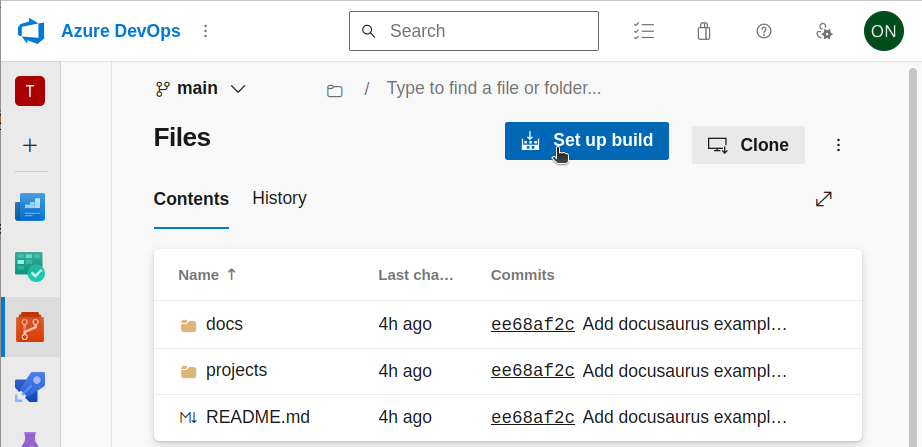 Azure DevOps
Search
ON
T
main
/ Type to find a file or folder...
Files
Set up build
Clone
Contents
History
Name Last cha... Commits
docs 4h ago ee68af2c Add docusaurus exampl...
projects 4h ago ee68af2c Add docusaurus exampl...
README.md 4h ago ee68af2c Add docusaurus exampl...